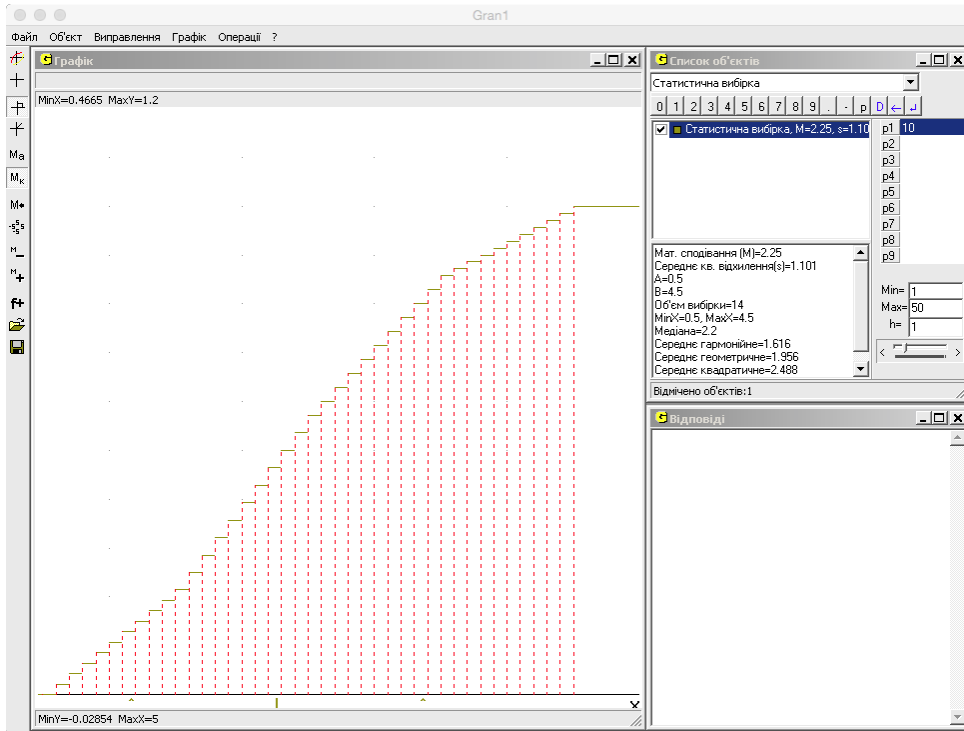 Gran1
Файл Об'єкт Виправлення Графік Операції ?
Графік
MinX=0.4665 MaxY=1.2
MinY=-0.02854 MaxX=5
X
Ma
Mк
M
S S S
M
M
f+
Список об'єктів
Статистична вибірка
0 1 2 3 4 5 6 7 8 9 . - p D ← ↵
Статистична вибірка, M=2.25, s=1.10
p1 10
p2
p3
p4
p5
p6
p7
p8
p9
Мат. сподівання (M)=2.25
Середнє кв. відхилення(s)=1.101
A=0.5
B=4.5
Об'єм вибірки=14
MinX=0.5, MaxX=4.5
Медіана=2.2
Середнє гармонійне=1.616
Середнє геометричне=1.956
Середнє квадратичне=2.488
Min= 1
Max= 50
h= 1
< >
Відмічено об'єктів:1
Відповіді